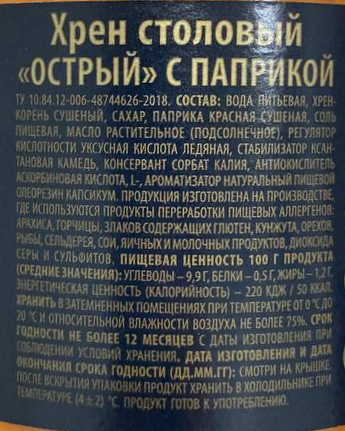 Хрен столовый
«ОСТРЫЙ» С ПАПРИКОЙ
ТУ 10.84.12-006-48744626-2018. СОСТАВ: ВОДА ПИТЬЕВАЯ, ХРЕН-
КОРЕНЬ СУШЕНЫЙ, САХАР, ПАПРИКА КРАСНАЯ СУШЕНАЯ, СОЛЬ
ПИЩЕВАЯ, МАСЛО РАСТИТЕЛЬНОЕ (ПОДСОЛНЕЧНОЕ), РЕГУЛЯТОР
КИСЛОТНОСТИ УКСУСНАЯ КИСЛОТА ЛЕДЯНАЯ, СТАБИЛИЗАТОР КСАН-
ТАНОВАЯ КАМЕДЬ, КОНСЕРВАНТ СОРБАТ КАЛИЯ, АНТИОКИСЛИТЕЛЬ
АСКОРБИНОВАЯ КИСЛОТА, L-, АРОМАТИЗАТОР НАТУРАЛЬНЫЙ ПИЩЕВОЙ
ОЛЕОРЕЗИН КАПСИКУМ. ПРОДУКЦИЯ ИЗГОТОВЛЕНА НА ПРОИЗВОДСТВЕ,
ГДЕ ИСПОЛЬЗУЮТСЯ ПРОДУКТЫ ПЕРЕРАБОТКИ ПИЩЕВЫХ АЛЛЕРГЕНОВ:
АРАХИСА, ГОРЧИЦЫ, ЗЛАКОВ СОДЕРЖАЩИХ ГЛЮТЕН, КУНЖУТА, ОРЕХОВ,
РЫБЫ, СЕЛЬДЕРЕЯ, СОИ, ЯИЧНЫХ И МОЛОЧНЫХ ПРОДУКТОВ, ДИОКСИДА
СЕРЫ И СУЛЬФИТОВ. ПИЩЕВАЯ ЦЕННОСТЬ 100 Г ПРОДУКТА
(СРЕДНИЕ ЗНАЧЕНИЯ): УГЛЕВОДЫ – 9,9 Г, БЕЛКИ – 0,5 Г, ЖИРЫ – 1,2 Г.
ЭНЕРГЕТИЧЕСКАЯ ЦЕННОСТЬ (КАЛОРИЙНОСТЬ) – 220 КДЖ / 50 ККАЛ.
ХРАНИТЬ В ЗАТЕМНЕННЫХ ПОМЕЩЕНИЯХ ПРИ ТЕМПЕРАТУРЕ ОТ 0 °С ДО
20 °С И ОТНОСИТЕЛЬНОЙ ВЛАЖНОСТИ ВОЗДУХА НЕ БОЛЕЕ 75%. СРОК
ГОДНОСТИ НЕ БОЛЕЕ 12 МЕСЯЦЕВ С ДАТЫ ИЗГОТОВЛЕНИЯ ПРИ
СОБЛЮДЕНИИ УСЛОВИЙ ХРАНЕНИЯ. ДАТА ИЗГОТОВЛЕНИЯ И ДАТА
ОКОНЧАНИЯ СРОКА ГОДНОСТИ (ДД.ММ.ГГ): СМОТРИ НА КРЫШКЕ.
ПОСЛЕ ВСКРЫТИЯ УПАКОВКИ ПРОДУКТ ХРАНИТЬ В ХОЛОДИЛЬНИКЕ ПРИ
ТЕМПЕРАТУРЕ (4±2) °С. ПРОДУКТ ГОТОВ К УПОТРЕБЛЕНИЮ.